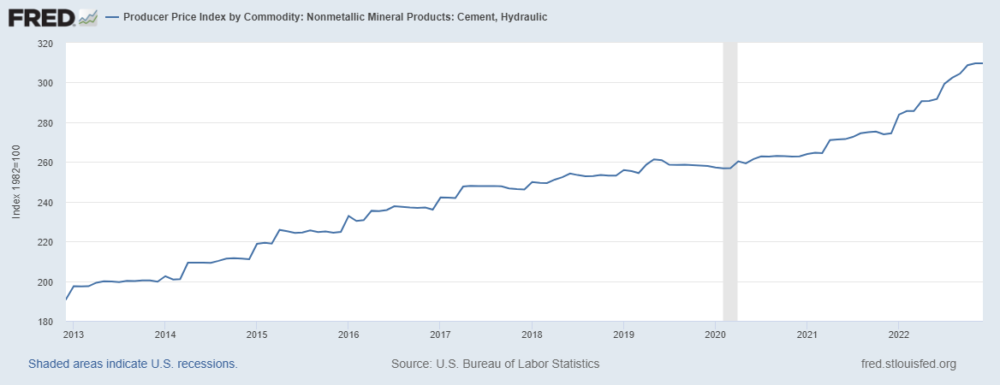 FRED
Producer Price Index by Commodity: Nonmetallic Mineral Products: Cement, Hydraulic
320
300
280
260
240
220
200
180
Index 1982=100
2013 2014 2015 2016 2017 2018 2019 2020 2021 2022
Shaded areas indicate U.S. recessions. Source: U.S. Bureau of Labor Statistics fred.stlouisfed.org